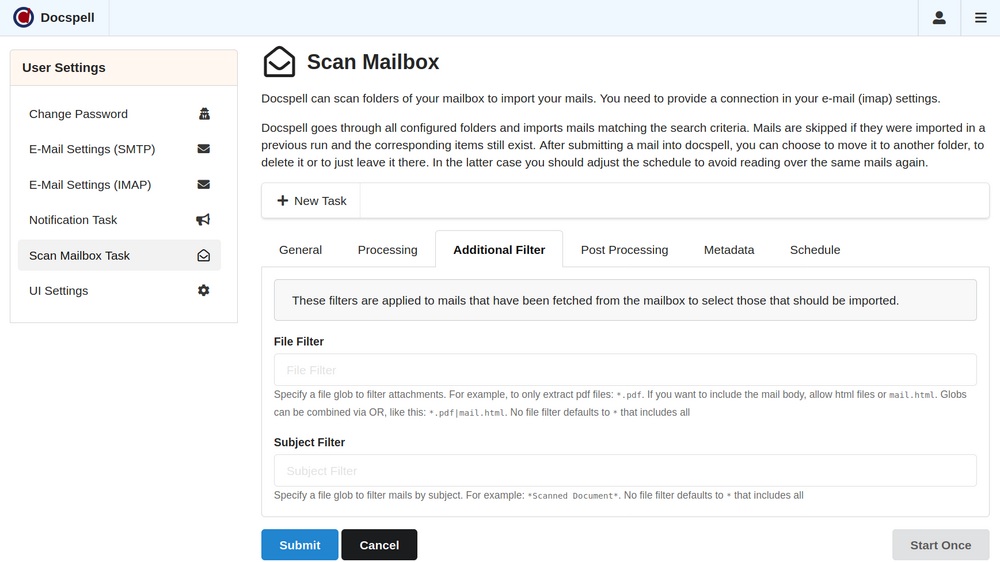 Docspell
User Settings
Change Password
E-Mail Settings (SMTP)
E-Mail Settings (IMAP)
Notification Task
Scan Mailbox Task
UI Settings
Scan Mailbox
Docspell can scan folders of your mailbox to import your mails. You need to provide a connection in your e-mail (imap) settings.
Docspell goes through all configured folders and imports mails matching the search criteria. Mails are skipped if they were imported in a
previous run and the corresponding items still exist. After submitting a mail into docspell, you can choose to move it to another folder, to
delete it or to just leave it there. In the latter case you should adjust the schedule to avoid reading over the same mails again.
New Task
General Processing Additional Filter Post Processing Metadata Schedule
These filters are applied to mails that have been fetched from the mailbox to select those that should be imported.
File Filter
File Filter
Specify a file glob to filter attachments. For example, to only extract pdf files: *.pdf. If you want to include the mail body, allow html files or mail.html. Globs
can be combined via OR, like this: *.pdf|mail.html. No file filter defaults to * that includes all
Subject Filter
Subject Filter
Specify a file glob to filter mails by subject. For example: *Scanned Document*. No file filter defaults to * that includes all
Submit Cancel Start Once